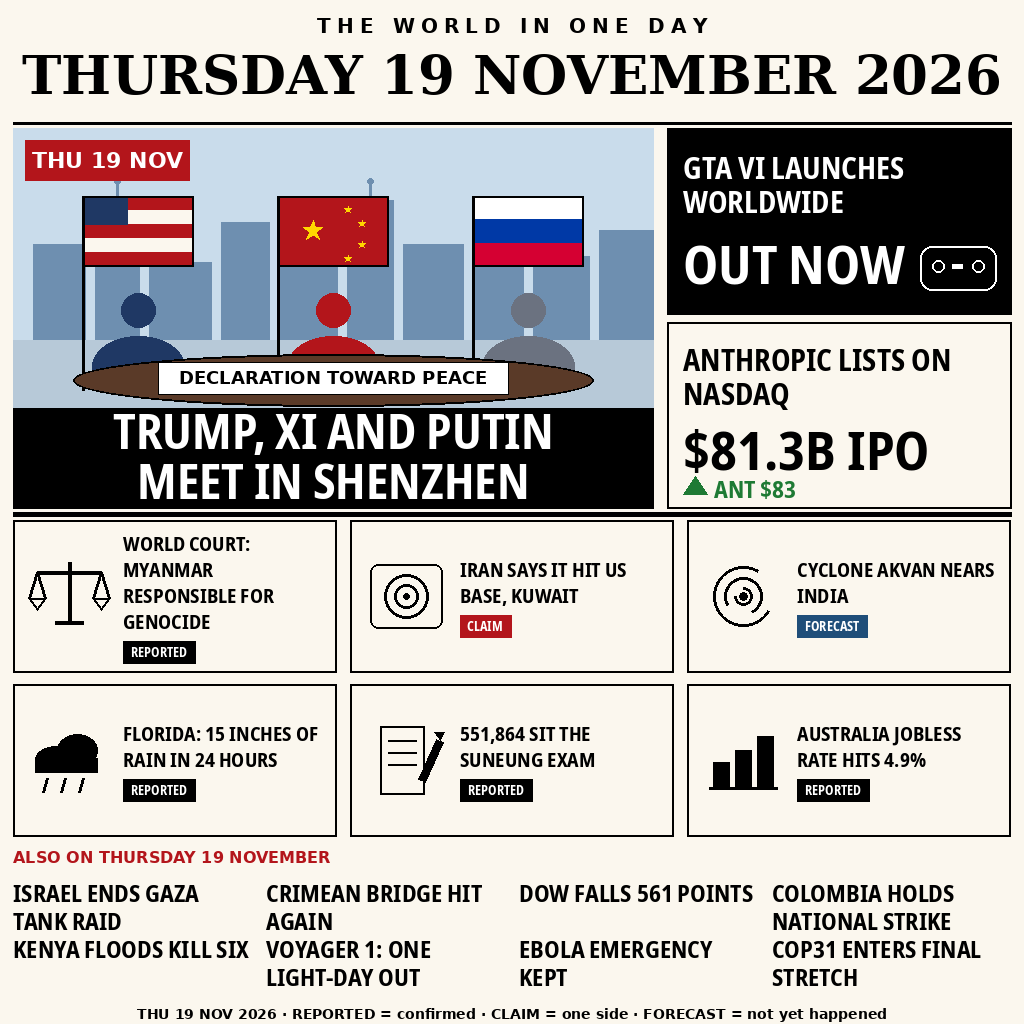 THE WORLD IN ONE DAY
THURSDAY 19 NOVEMBER 2026
THU 19 NOV
DECLARATION TOWARD PEACE
TRUMP, XI AND PUTIN
MEET IN SHENZHEN
GTA VI LAUNCHES
WORLDWIDE
OUT NOW
ANTHROPIC LISTS ON
NASDAQ
$81.3B IPO
ANT $83
WORLD COURT:
MYANMAR
RESPONSIBLE FOR
GENOCIDE
REPORTED
IRAN SAYS IT HIT US
BASE, KUWAIT
CLAIM
CYCLONE AKVAN NEARS
INDIA
FORECAST
FLORIDA: 15 INCHES OF
RAIN IN 24 HOURS
REPORTED
551,864 SIT THE
SUNEUNG EXAM
REPORTED
AUSTRALIA JOBLESS
RATE HITS 4.9%
REPORTED
ALSO ON THURSDAY 19 NOVEMBER
ISRAEL ENDS GAZA
TANK RAID
CRIMEAN BRIDGE HIT
AGAIN
DOW FALLS 561 POINTS
COLOMBIA HOLDS
NATIONAL STRIKE
KENYA FLOODS KILL SIX
VOYAGER 1: ONE
LIGHT-DAY OUT
EBOLA EMERGENCY
KEPT
COP31 ENTERS FINAL
STRETCH
THU 19 NOV 2026 · REPORTED = confirmed · CLAIM = one side · FORECAST = not yet happened